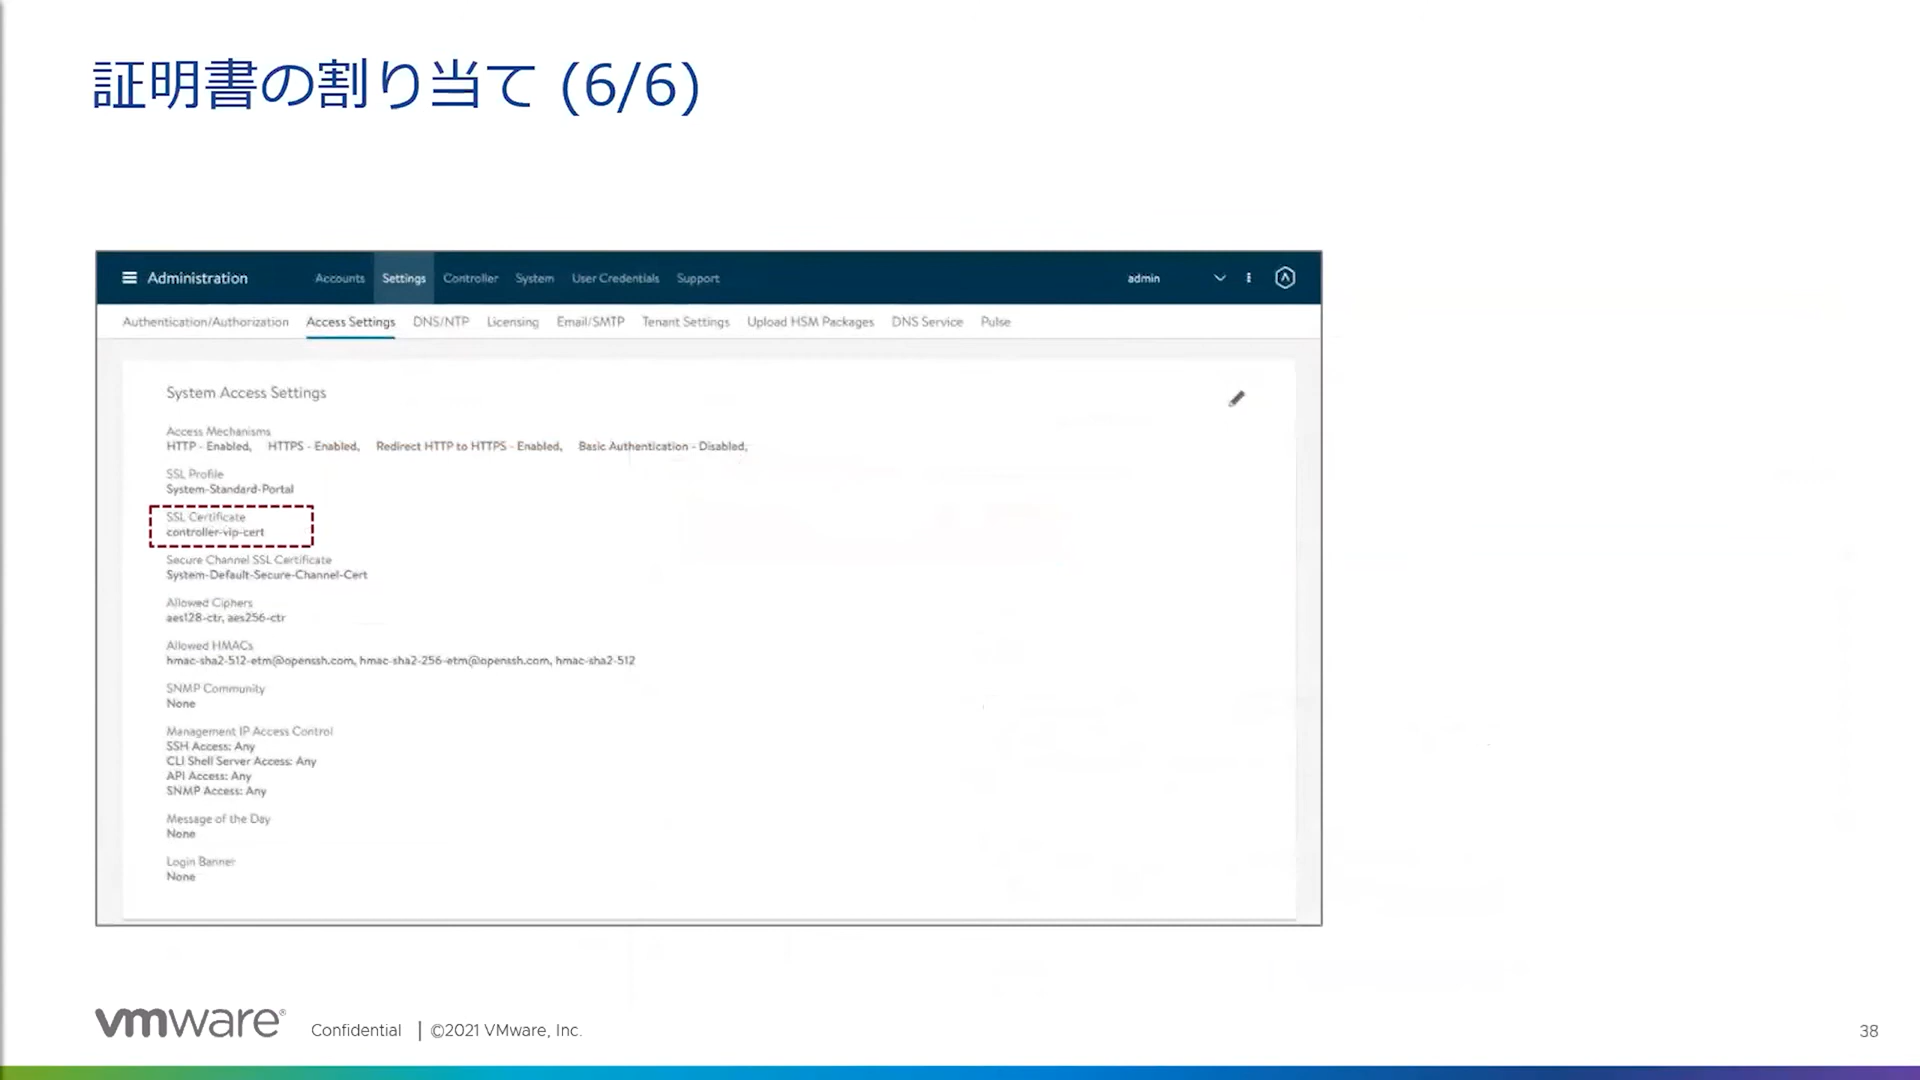 証明書の割り当て (6/6)
Administration Accounts Settings Controller System User Credentials Support admin
Authentication/Authorization Access Settings DNS/NTP Licensing Email/SMTP Tenant Settings Upload HSM Packages DNS Service Pulse
System Access Settings
Access Mechanisms
HTTP - Enabled, HTTPS - Enabled, Redirect HTTP to HTTPS - Enabled, Basic Authentication - Disabled,
SSL Profile
System-Standard-Portal
SSL Certificate
controller-vip-cert
Secure Channel SSL Certificate
System-Default-Secure-Channel-Cert
Allowed Ciphers
aes128-ctr, aes256-ctr
Allowed HMACs
hmac-sha2-512-etm@openssh.com, hmac-sha2-256-etm@openssh.com, hmac-sha2-512
SNMP Community
None
Management IP Access Control
SSH Access: Any
CLI Shell Server Access: Any
API Access: Any
SNMP Access: Any
Message of the Day
None
Login Banner
None
vmware® Confidential | ©2021 VMware, Inc. 38